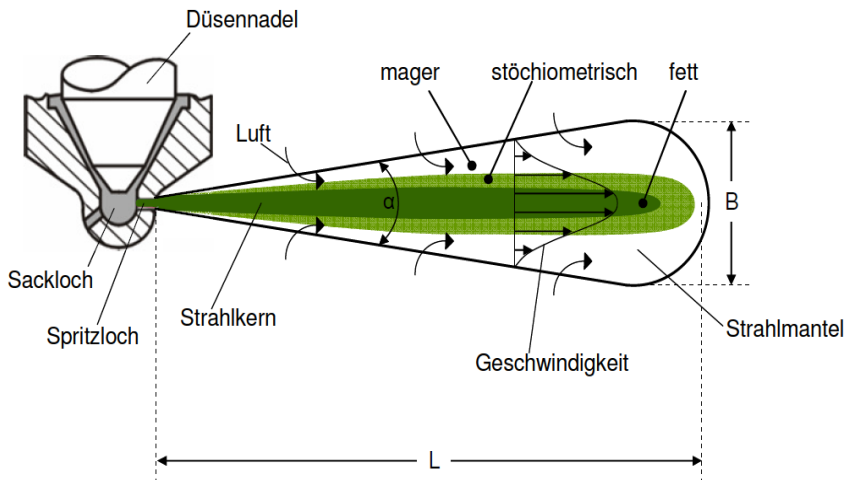 Düsennadel
mager
stöchiometrisch
fett
Luft
α
B
Sackloch
Spritzloch
Strahlkern
Geschwindigkeit
Strahlmantel
L